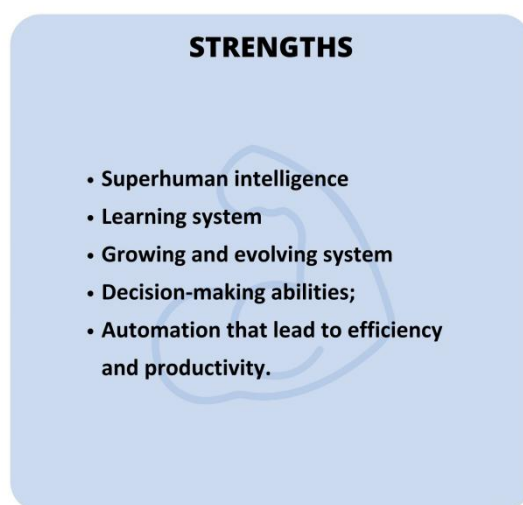 STRENGTHS
• Superhuman intelligence
• Learning system
• Growing and evolving system
• Decision-making abilities;
• Automation that lead to efficiency
and productivity.